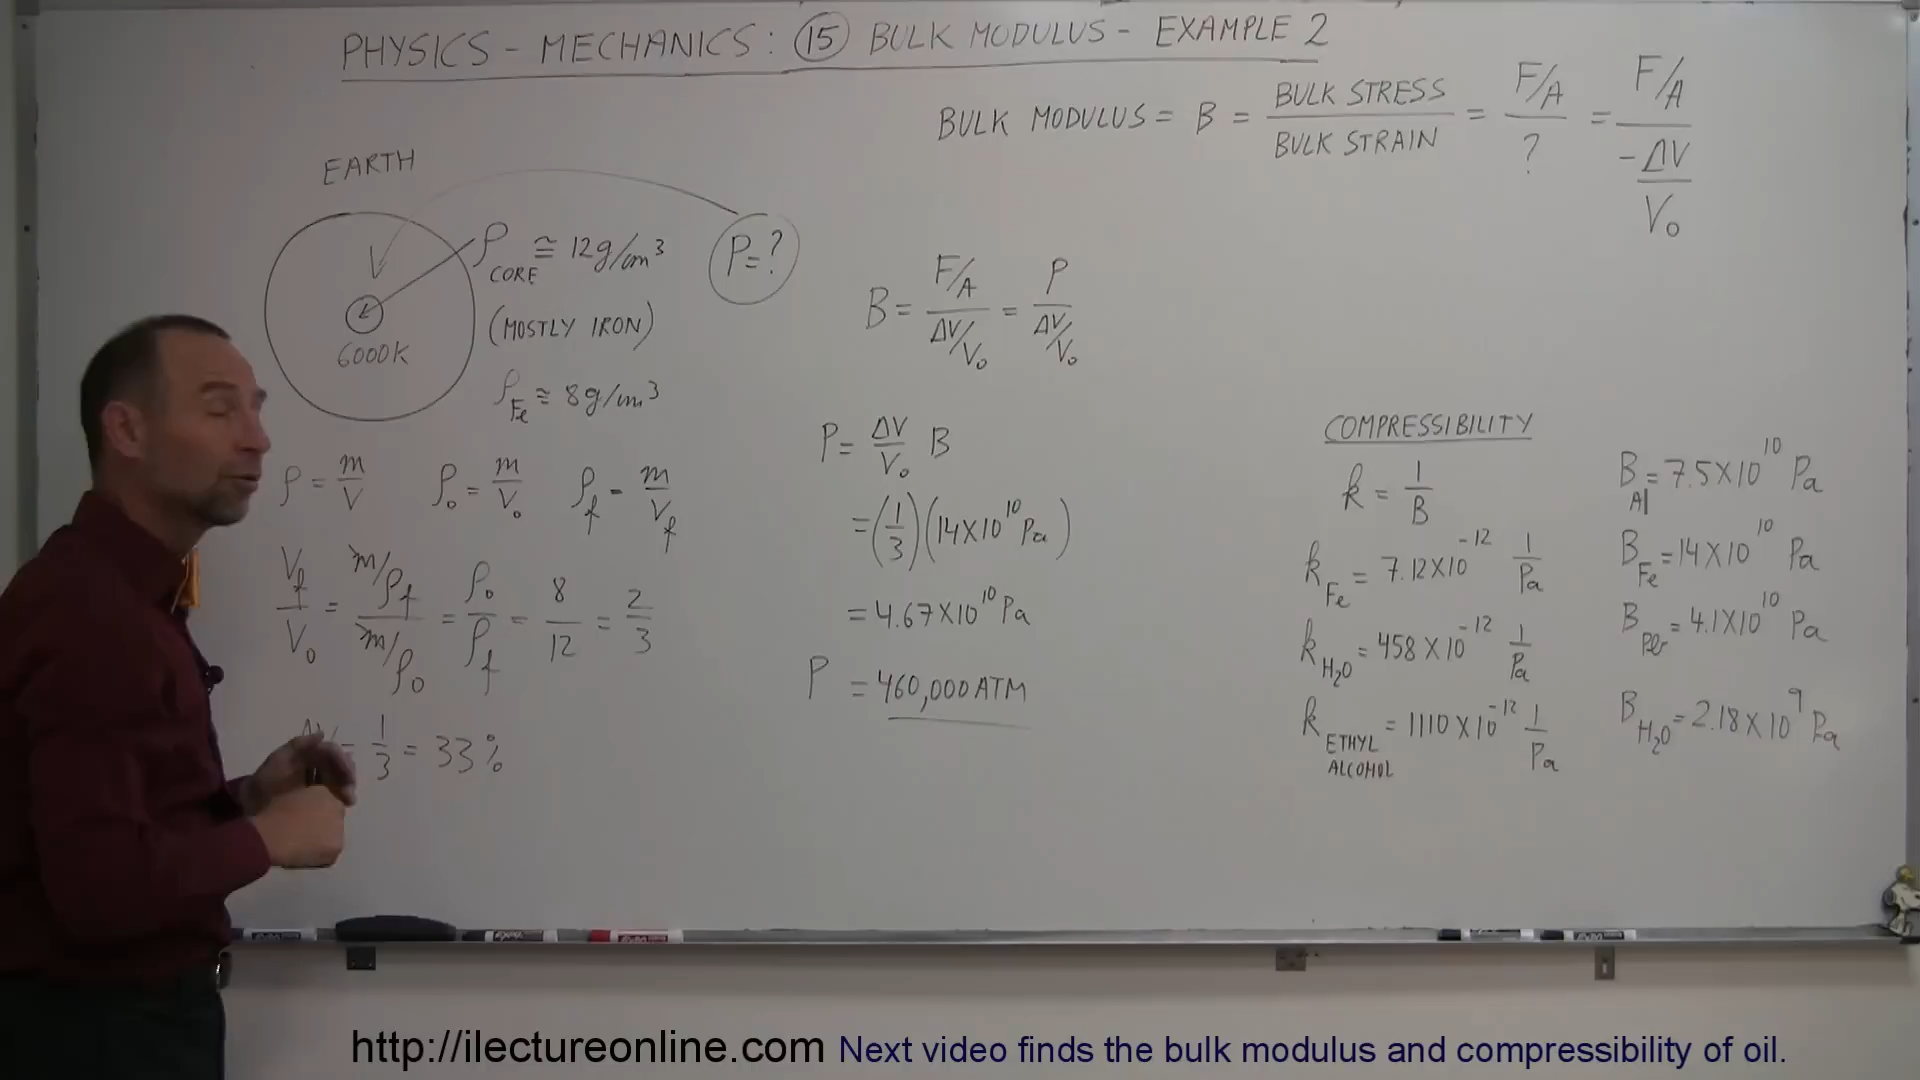 PHYSICS - MECHANICS: 15 BULK MODULUS - EXAMPLE 2
BULK MODULUS = B = BULK STRESS / BULK STRAIN = F/A / ? = F/A / (-ΔV / V₀)
EARTH
ρ CORE ≅ 12g/cm³
(MOSTLY IRON)
6000K
P=?
ρ Fe ≅ 8g/cm³
ρ = m/V ρ₀ = m/V₀ ρf = m/Vf
Vf/V₀ = (m/ρf)/(m/ρ₀) = ρ₀/ρf = 8/12 = 2/3
ΔV = 1/3 = 33%
B = (F/A)/(ΔV/V₀) = P/(ΔV/V₀)
P = ΔV/V₀ B
= (1/3)(14×10¹⁰ Pa)
= 4.67×10¹⁰ Pa
P = 460,000 ATM
COMPRESSIBILITY
k = 1/B
k Fe = 7.12×10⁻¹² 1/Pa
k H₂O = 458×10⁻¹² 1/Pa
k ETHYL ALCOHOL = 1110×10⁻¹² 1/Pa
B Al = 7.5×10¹⁰ Pa
B Fe = 14×10¹⁰ Pa
B Pb = 4.1×10¹⁰ Pa
B H₂O = 2.18×10⁹ Pa
http://ilectureonline.com Next video finds the bulk modulus and compressibility of oil.